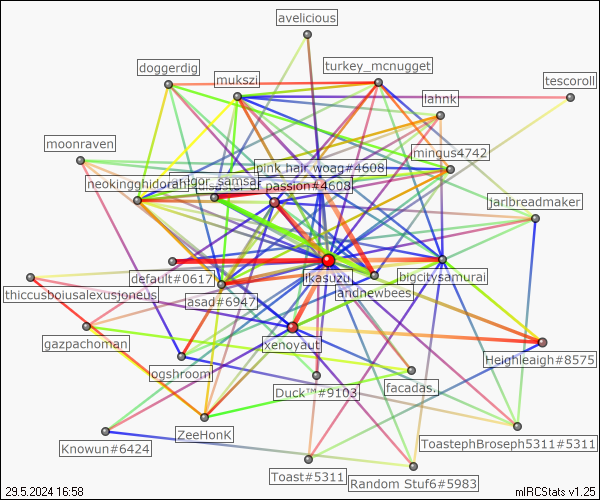 avelicious
doggerdig
turkey_mcnugget
mukszi
tescoroll
lahnk
moonraven
mingus4742
pink hair woag#4608
neokingghidorah
gor_samsa
passion#4608
jarlbreadmaker
default#0617
ikasuzu
bigcitysamurai
thiccusboiusalexusjoneus
asad#6947
andhewbees
gazpachoman
xenoyaut
Heighleaigh#8575
ogshroom
Duck™#9103
facadas.
ZeeHonK
ToastephBroseph5311#5311
Knowun#6424
Toast#5311
Random Stuf6#5983
29.5.2024 16:58
mIRCStats v1.25